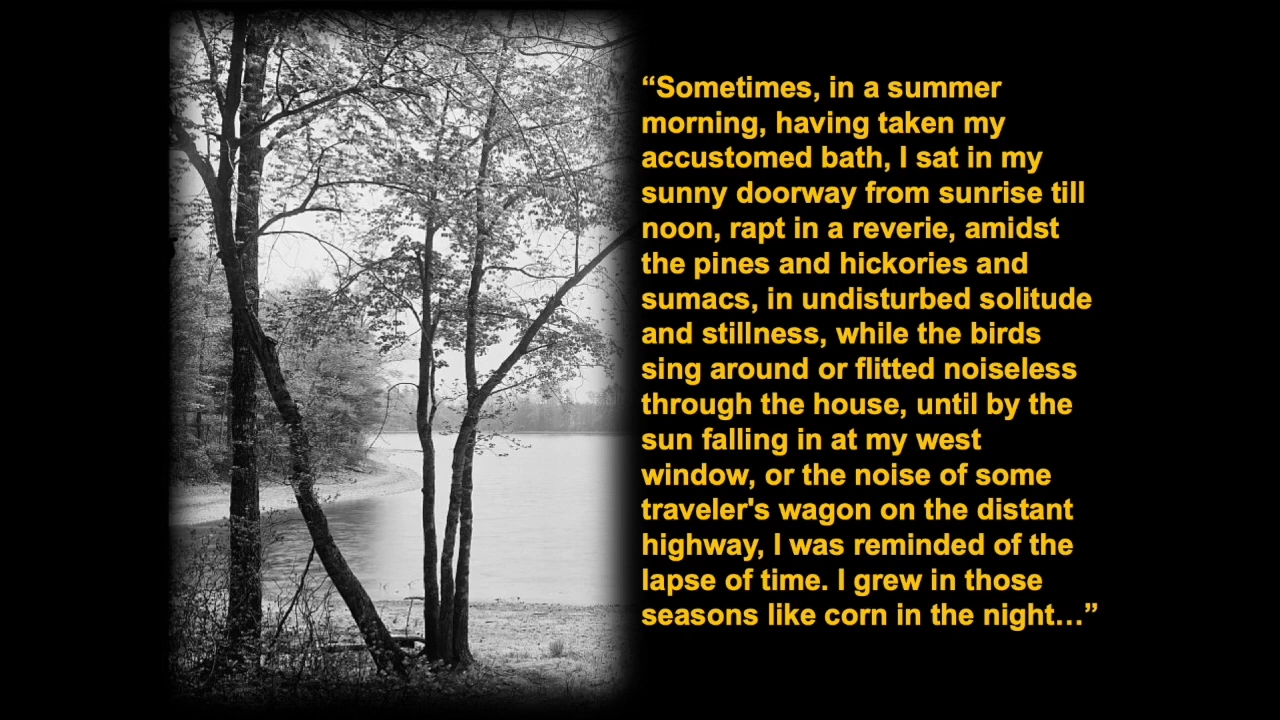 “Sometimes, in a summer
morning, having taken my
accustomed bath, I sat in my
sunny doorway from sunrise till
noon, rapt in a reverie, amidst
the pines and hickories and
sumacs, in undisturbed solitude
and stillness, while the birds
sing around or flitted noiseless
through the house, until by the
sun falling in at my west
window, or the noise of some
traveler's wagon on the distant
highway, I was reminded of the
lapse of time. I grew in those
seasons like corn in the night…”